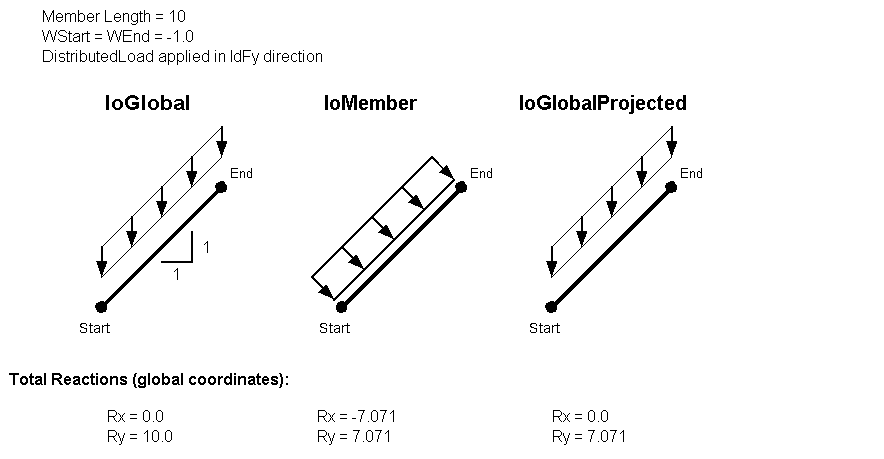 Member Length = 10
WStart = WEnd = -1.0
DistributedLoad applied in ldFy direction
loGlobal loMember loGlobalProjected
End End End
1
1
Start Start Start
Total Reactions (global coordinates):
Rx = 0.0 Rx = -7.071 Rx = 0.0
Ry = 10.0 Ry = 7.071 Ry = 7.071